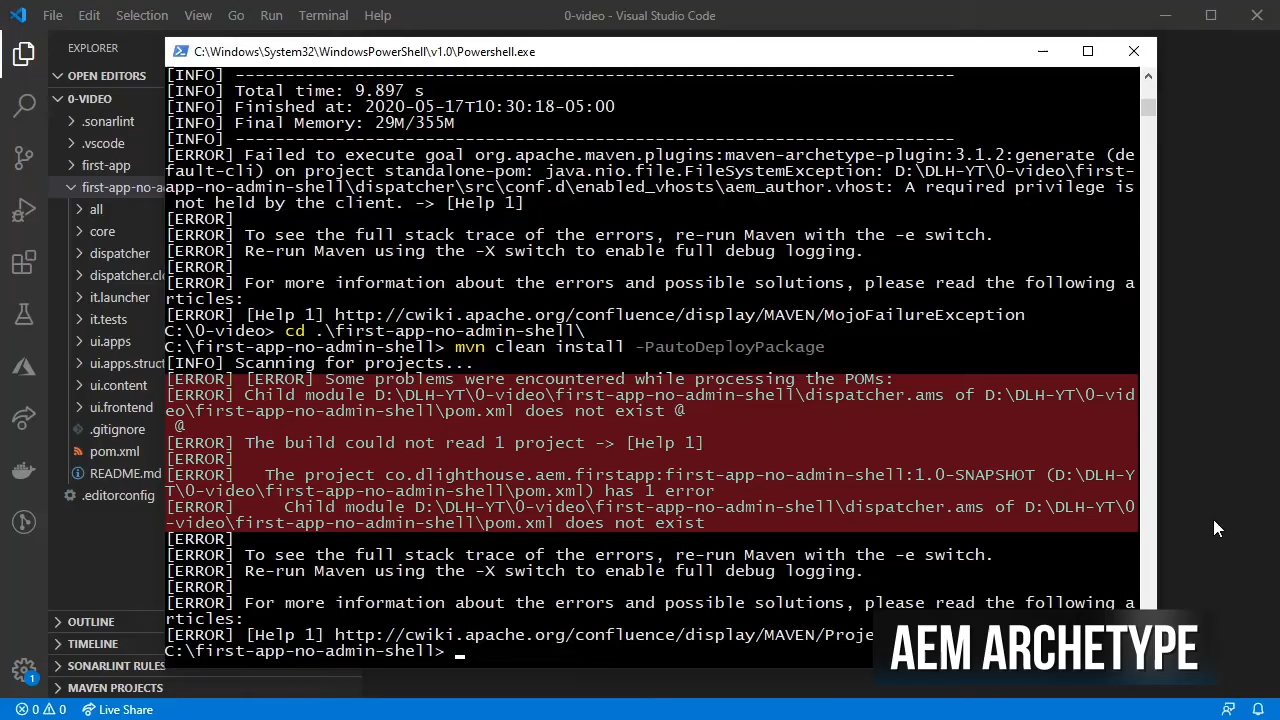 File Edit Selection View Go Run Terminal Help
0-video - Visual Studio Code
EXPLORER
OPEN EDITORS
0-VIDEO
.sonarlint
.vscode
first-app
first-app-no-a
all
core
dispatcher
dispatcher.clo
it.launcher
it.tests
ui.apps
ui.apps.struct
ui.content
ui.frontend
.gitignore
pom.xml
README.md
.editorconfig
OUTLINE
TIMELINE
SONARLINT RULES
MAVEN PROJECTS
C:\Windows\System32\WindowsPowerShell\v1.0\Powershell.exe
[INFO] ------------------------------------------------------------------------
[INFO] Total time: 9.897 s
[INFO] Finished at: 2020-05-17T10:30:18-05:00
[INFO] Final Memory: 29M/355M
[INFO] ------------------------------------------------------------------------
[ERROR] Failed to execute goal org.apache.maven.plugins:maven-archetype-plugin:3.1.2:generate (de
fault-cli) on project standalone-pom: java.nio.file.FileSystemException: D:\DLH-YT\0-video\first-
app-no-admin-shell\dispatcher\src\conf.d\enabled_vhosts\aem_author.vhost: A required privilege is
not held by the client. -> [Help 1]
[ERROR]
[ERROR] To see the full stack trace of the errors, re-run Maven with the -e switch.
[ERROR] Re-run Maven using the -X switch to enable full debug logging.
[ERROR]
[ERROR] For more information about the errors and possible solutions, please read the following a
rticles:
[ERROR] [Help 1] http://cwiki.apache.org/confluence/display/MAVEN/MojoFailureException
C:\0-video> cd .\first-app-no-admin-shell\
C:\first-app-no-admin-shell> mvn clean install -PautoDeployPackage
[INFO] Scanning for projects...
[ERROR] [ERROR] Some problems were encountered while processing the POMs:
[ERROR] Child module D:\DLH-YT\0-video\first-app-no-admin-shell\dispatcher.ams of D:\DLH-YT\0-vid
eo\first-app-no-admin-shell\pom.xml does not exist @
@
[ERROR] The build could not read 1 project -> [Help 1]
[ERROR]
[ERROR] The project co.dlighthouse.aem.firstapp:first-app-no-admin-shell:1.0-SNAPSHOT (D:\DLH-Y
T\0-video\first-app-no-admin-shell\pom.xml) has 1 error
[ERROR] Child module D:\DLH-YT\0-video\first-app-no-admin-shell\dispatcher.ams of D:\DLH-YT\0
-video\first-app-no-admin-shell\pom.xml does not exist
[ERROR]
[ERROR] To see the full stack trace of the errors, re-run Maven with the -e switch.
[ERROR] Re-run Maven using the -X switch to enable full debug logging.
[ERROR]
[ERROR] For more information about the errors and possible solutions, please read the following a
rticles:
[ERROR] [Help 1] http://cwiki.apache.org/confluence/display/MAVEN/Proje
C:\first-app-no-admin-shell>
AEM ARCHETYPE
1
0 0 Live Share